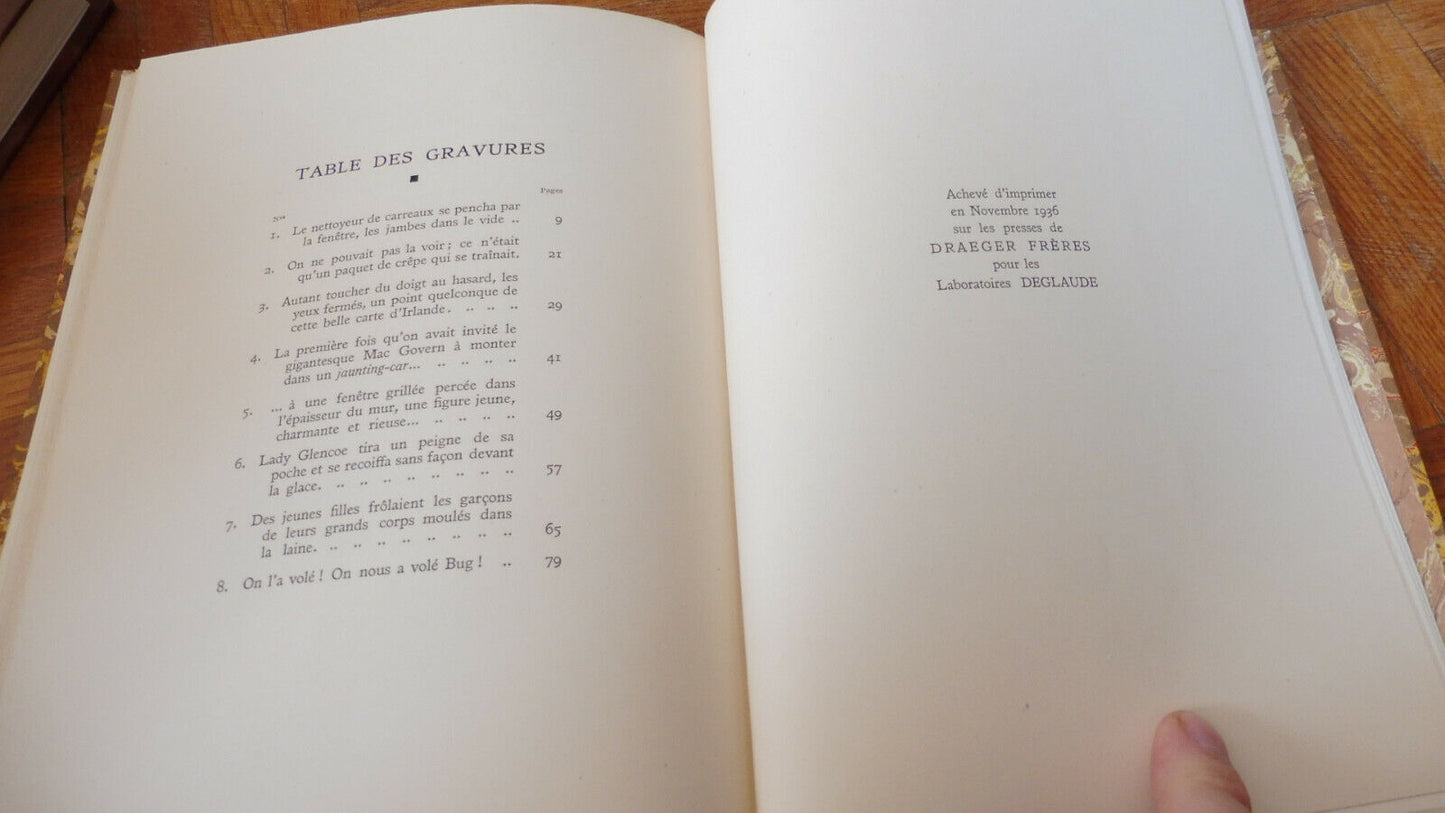 TABLE DES GRAVURES
Nos Pages
1. Le nettoyeur de carreaux se pencha par
la fenêtre, les jambes dans le vide .. 9
2. On ne pouvait pas la voir ; ce n'était
qu'un paquet de crêpe qui se traînait. 21
3. Autant toucher du doigt au hasard, les
yeux fermés, un point quelconque de
cette belle carte d'Irlande. .. .. .. 29
4. La première fois qu'on avait invité le
gigantesque Mac Govern à monter
dans un jaunting-car... .. .. .. .. 41
5. ... à une fenêtre grillée percée dans
l'épaisseur du mur, une figure jeune,
charmante et rieuse... .. .. .. .. 49
6. Lady Glencoe tira un peigne de sa
poche et se recoiffa sans façon devant
la glace. .. .. .. .. .. .. .. .. 57
7. Des jeunes filles frôlaient les garçons
de leurs grands corps moulés dans
la laine. .. .. .. .. .. .. .. .. 65
8. On l'a volé ! On nous a volé Bug ! .. 79
Achevé d'imprimer
en Novembre 1936
sur les presses de
DRAEGER FRÈRES
pour les
Laboratoires DEGLAUDE